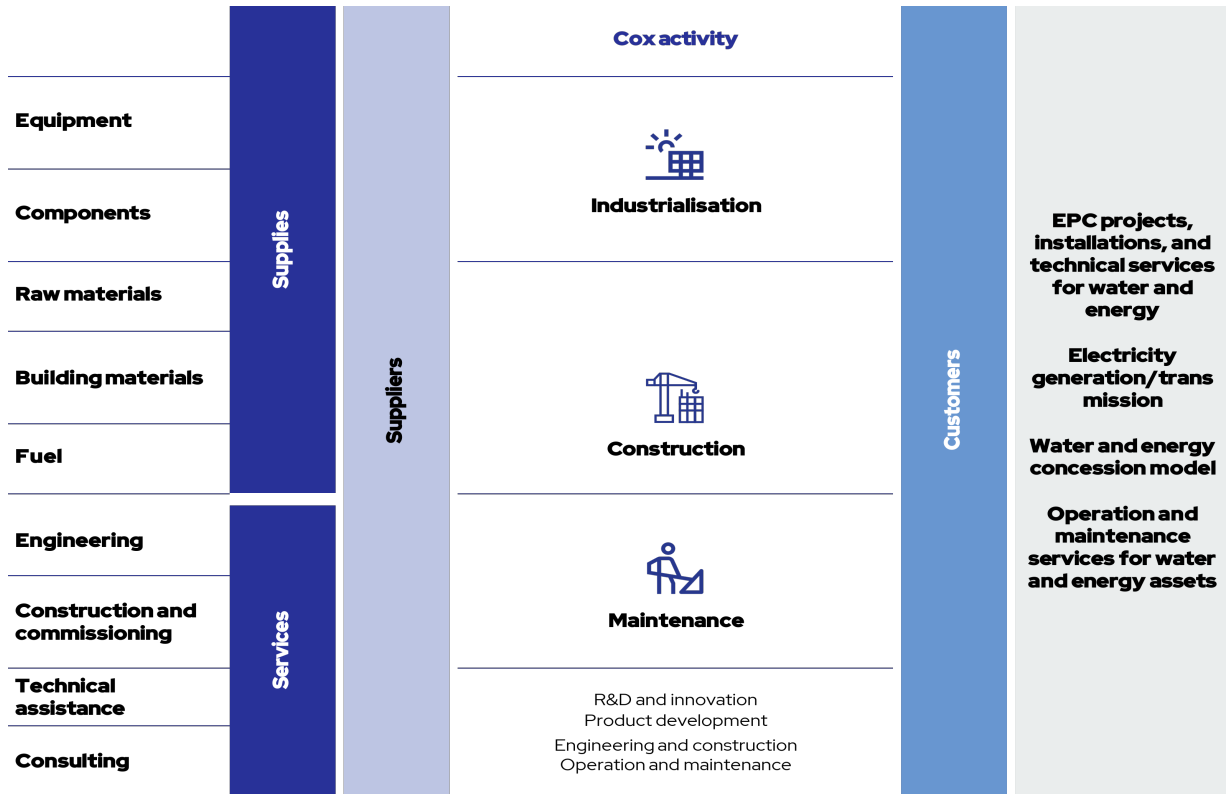 Equipment
Components
Raw materials
Building materials
Fuel
Engineering
Construction and
commissioning
Technical
assistance
Consulting
Supplies
Services
Suppliers
Cox activity
Industrialisation
Construction
Maintenance
R&D and innovation
Product development
Engineering and construction
Operation and maintenance
Customers
EPC projects,
installations, and
technical services
for water and
energy
Electricity
generation/trans
mission
Water and energy
concession model
Operation and
maintenance
services for water
and energy assets